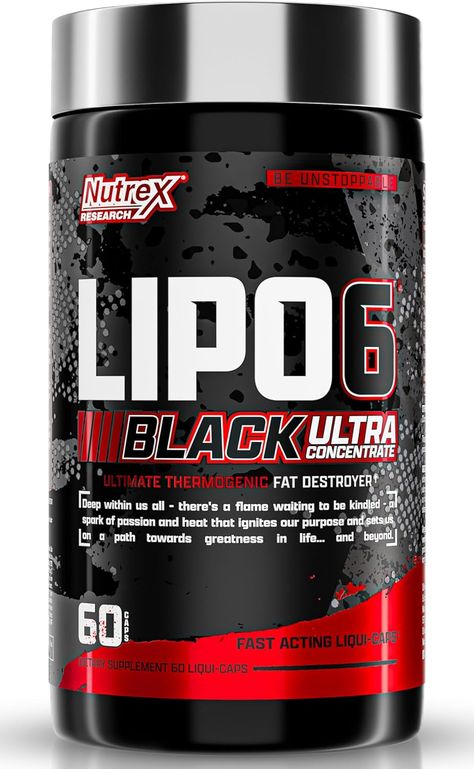 Nutrex®
RESEARCH
BE UNSTOPPABLE
LIPO6
BLACK ULTRA
CONCENTRATE
ULTIMATE THERMOGENIC FAT DESTROYER†
Deep within us all - there's a flame waiting to be kindled - a
spark of passion and heat that ignites our purpose and sets us
on a path towards greatness in life... and beyond.
60 CAPS
FAST ACTING LIQUI-CAPS
DIETARY SUPPLEMENT 60 LIQUI-CAPS